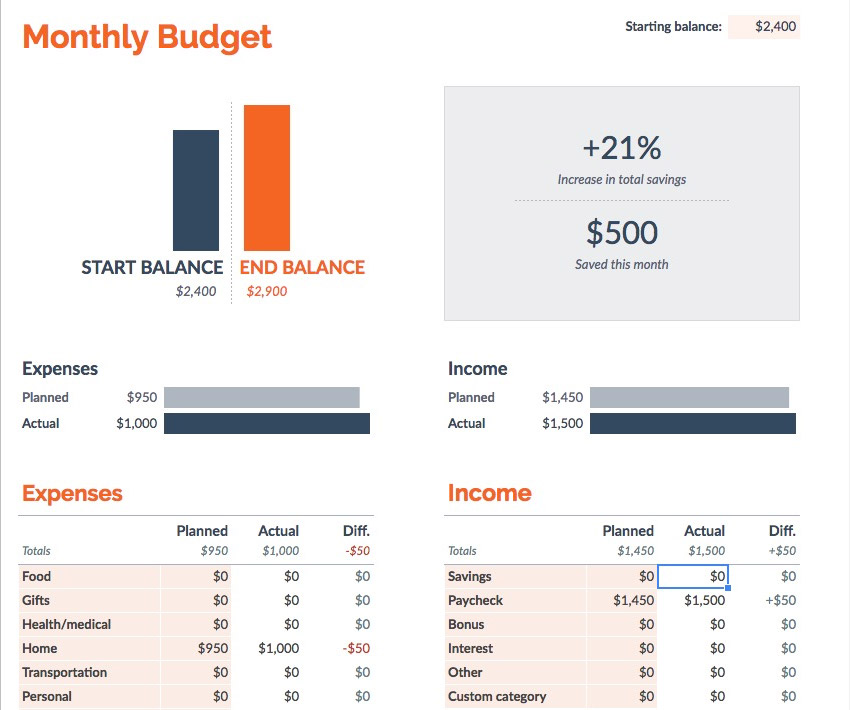 Monthly Budget
Starting balance: $2,400
+21%
Increase in total savings
$500
Saved this month
START BALANCE END BALANCE
$2,400 $2,900
Expenses
Planned $950
Actual $1,000
Income
Planned $1,450
Actual $1,500
Expenses
Planned Actual Diff.
Totals $950 $1,000 -$50
Food $0 $0 $0
Gifts $0 $0 $0
Health/medical $0 $0 $0
Home $950 $1,000 -$50
Transportation $0 $0 $0
Personal $0 $0 $0
Income
Planned Actual Diff.
Totals $1,450 $1,500 +$50
Savings $0 $0 $0
Paycheck $1,450 $1,500 +$50
Bonus $0 $0 $0
Interest $0 $0 $0
Other $0 $0 $0
Custom category $0 $0 $0